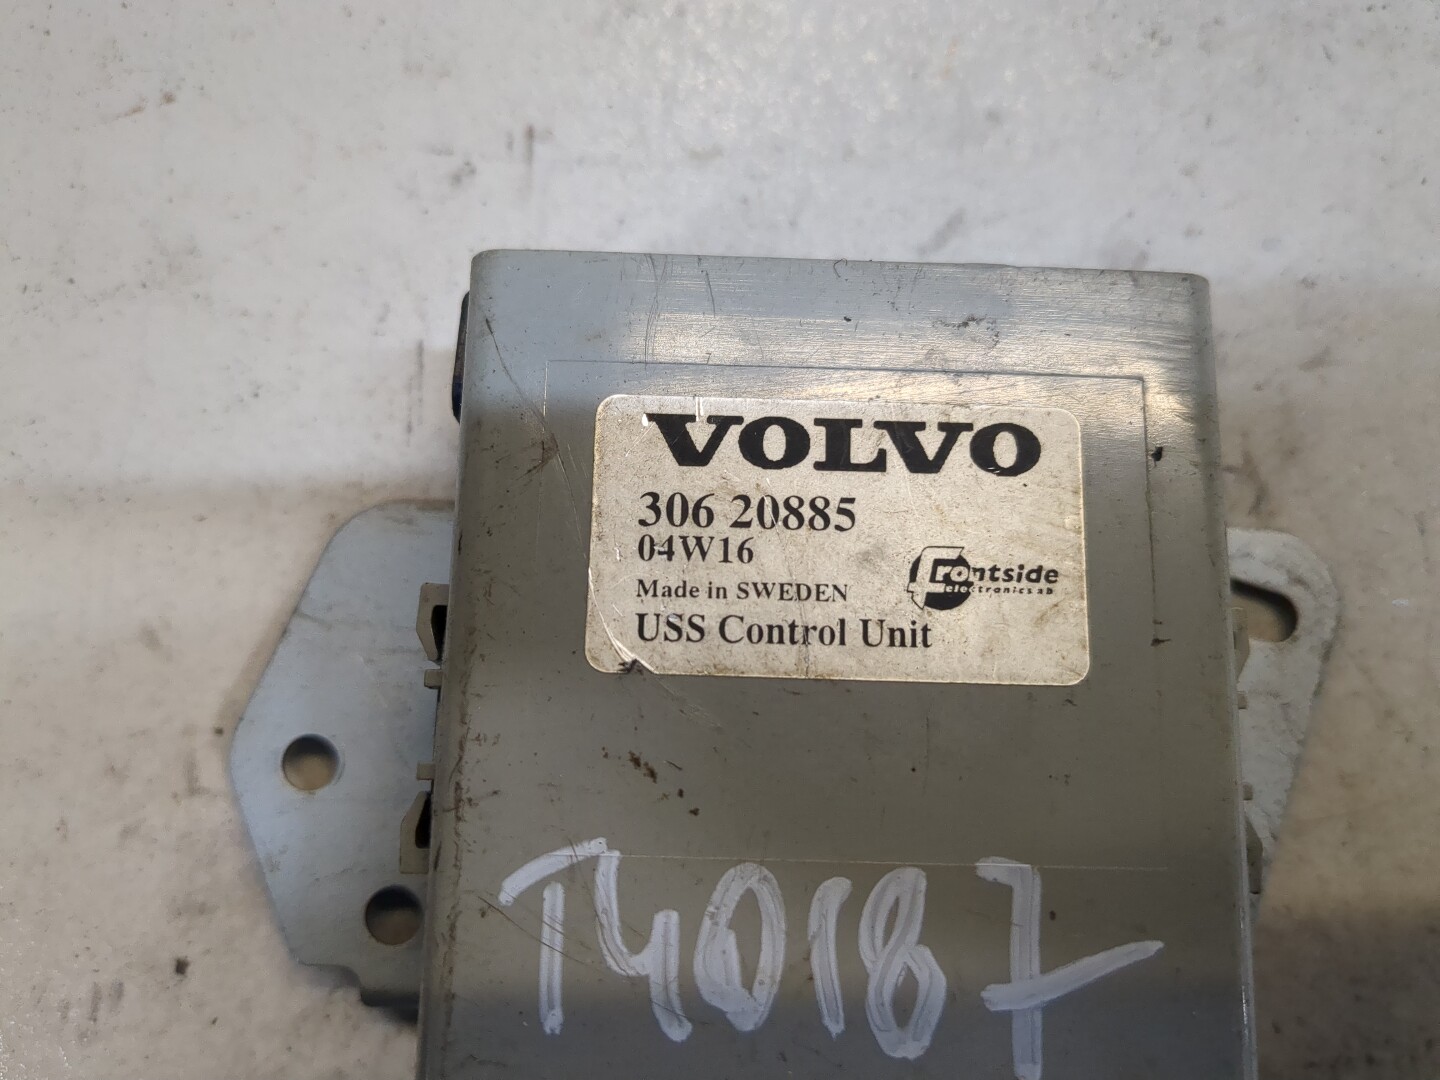 VOLVO
306 20885
04W16
Made in SWEDEN
frontside
electronics ab
USS Control Unit
T40187